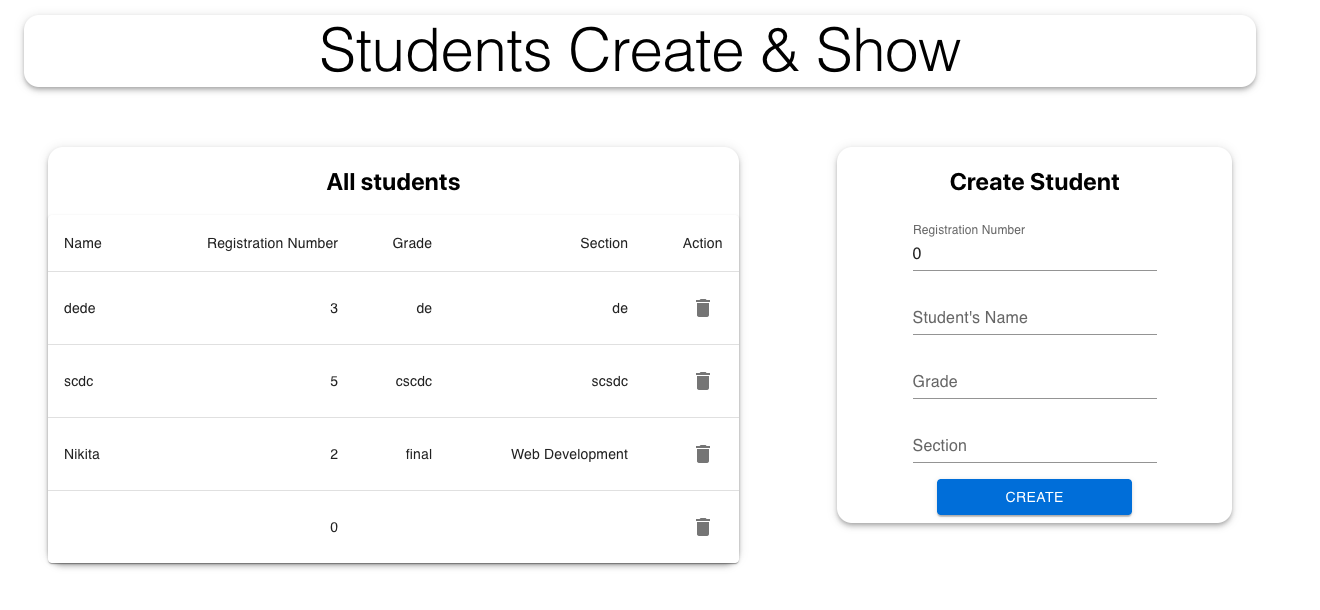 Students Create & Show
All students
Name Registration Number Grade Section Action
dede 3 de de
scdc 5 cscdc scsdc
Nikita 2 final Web Development
0
Create Student
Registration Number
0
Student's Name
Grade
Section
CREATE